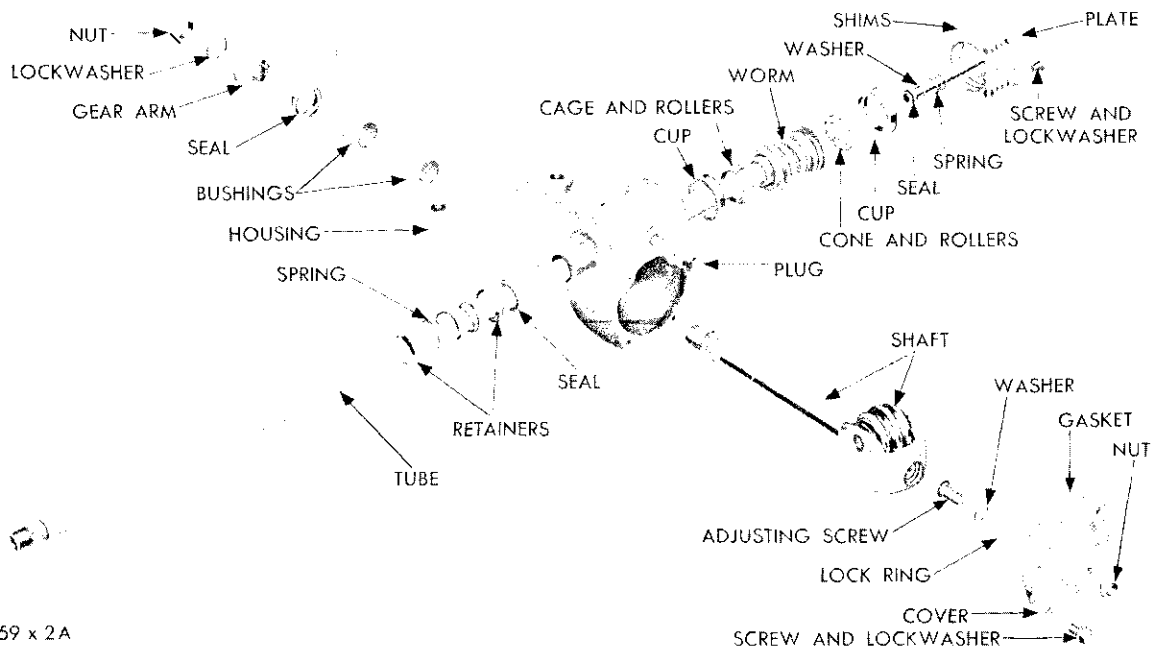 NUT
LOCKWASHER
GEAR ARM
SEAL
BUSHINGS
HOUSING
SPRING
RETAINERS
SEAL
TUBE
SHIMS
PLATE
WASHER
WORM
CAGE AND ROLLERS
CUP
SCREW AND
LOCKWASHER
SPRING
SEAL
CUP
CONE AND ROLLERS
PLUG
SHAFT
WASHER
GASKET
NUT
ADJUSTING SCREW
LOCK RING
COVER
SCREW AND LOCKWASHER
59 x 2A